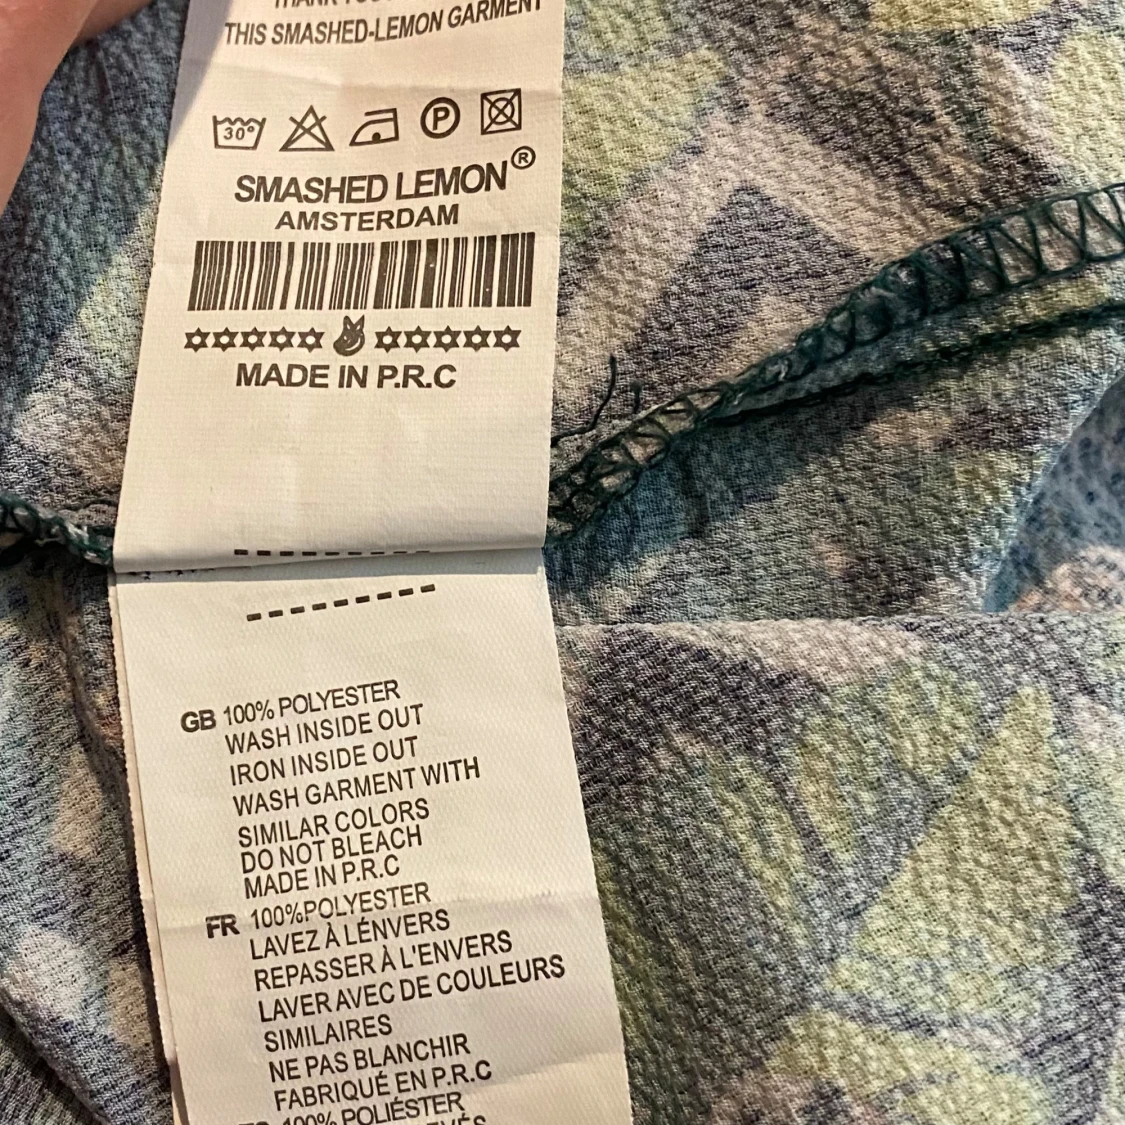 THIS SMASHED-LEMON GARMENT
30°
P
SMASHED LEMON®
AMSTERDAM
MADE IN P.R.C
GB 100% POLYESTER
WASH INSIDE OUT
IRON INSIDE OUT
WASH GARMENT WITH
SIMILAR COLORS
DO NOT BLEACH
MADE IN P.R.C
FR 100%POLYESTER
LAVEZ À LÉNVERS
REPASSER À L'ENVERS
LAVER AVEC DE COULEURS
SIMILAIRES
NE PAS BLANCHIR
FABRIQUÉ EN P.R.C
100% POLIÉSTER